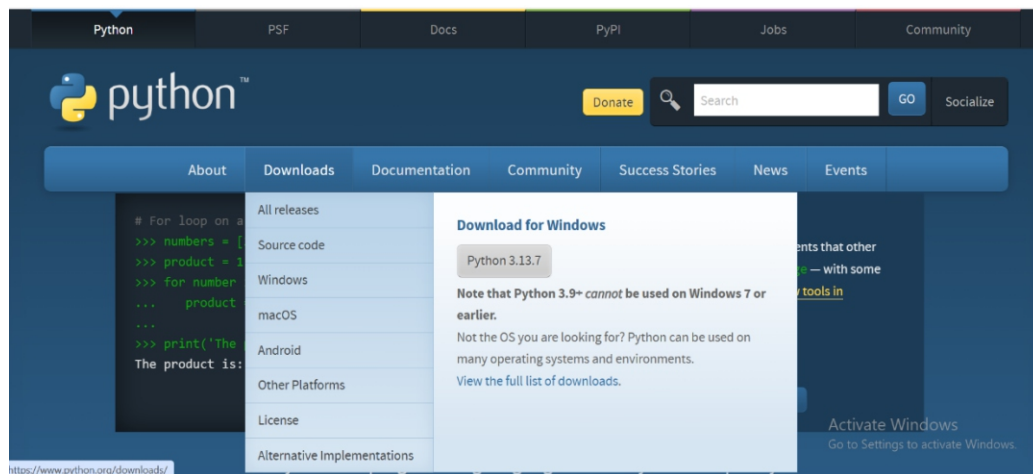 Python PSF Docs PyPI Jobs Community
python™
Donate Search GO Socialize
About Downloads Documentation Community Success Stories News Events
# For loop on a
>>> numbers = [
>>> product = 1
>>> for number
... product
...
>>> print('The
The product is:
All releases
Source code
Windows
macOS
Android
Other Platforms
License
Alternative Implementations
Download for Windows
Python 3.13.7
Note that Python 3.9+ cannot be used on Windows 7 or
earlier.
Not the OS you are looking for? Python can be used on
many operating systems and environments.
View the full list of downloads.
ents that other
— with some
tools in
Activate Windows
Go to Settings to activate Windows.
https://www.python.org/downloads/